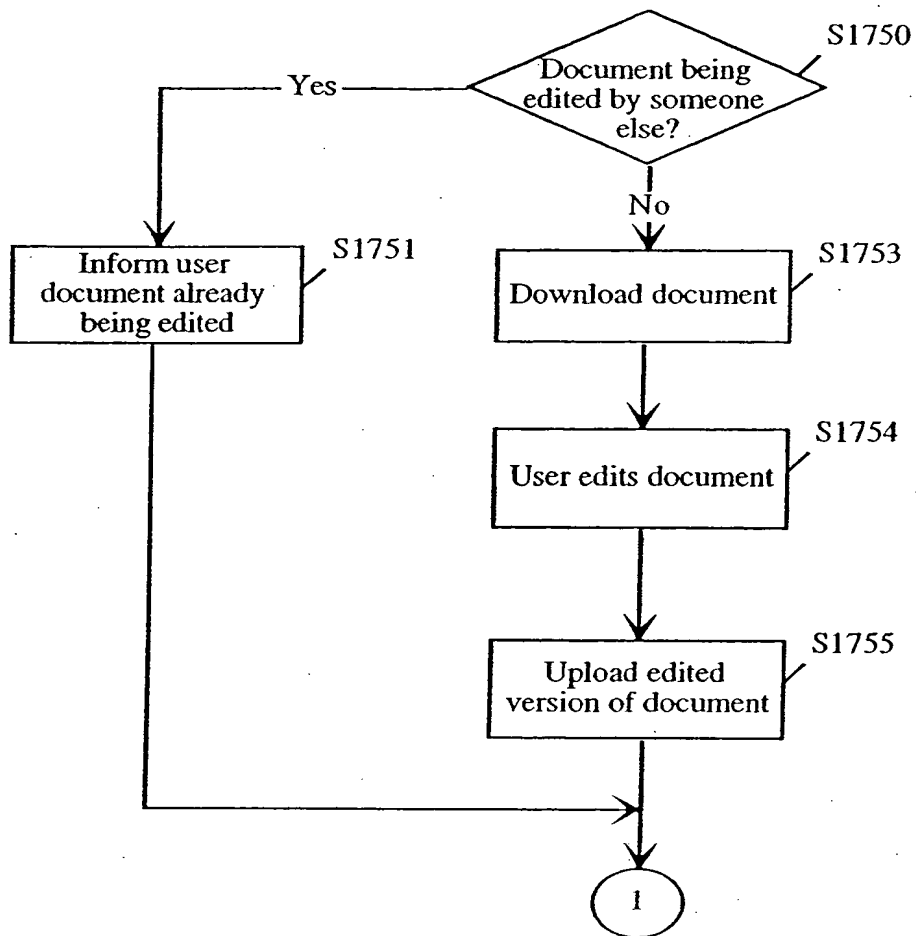 S1750
Document being
edited by someone
else?
Yes
No
S1751
Inform user
document already
being edited
S1753
Download document
S1754
User edits document
S1755
Upload edited
version of document
1